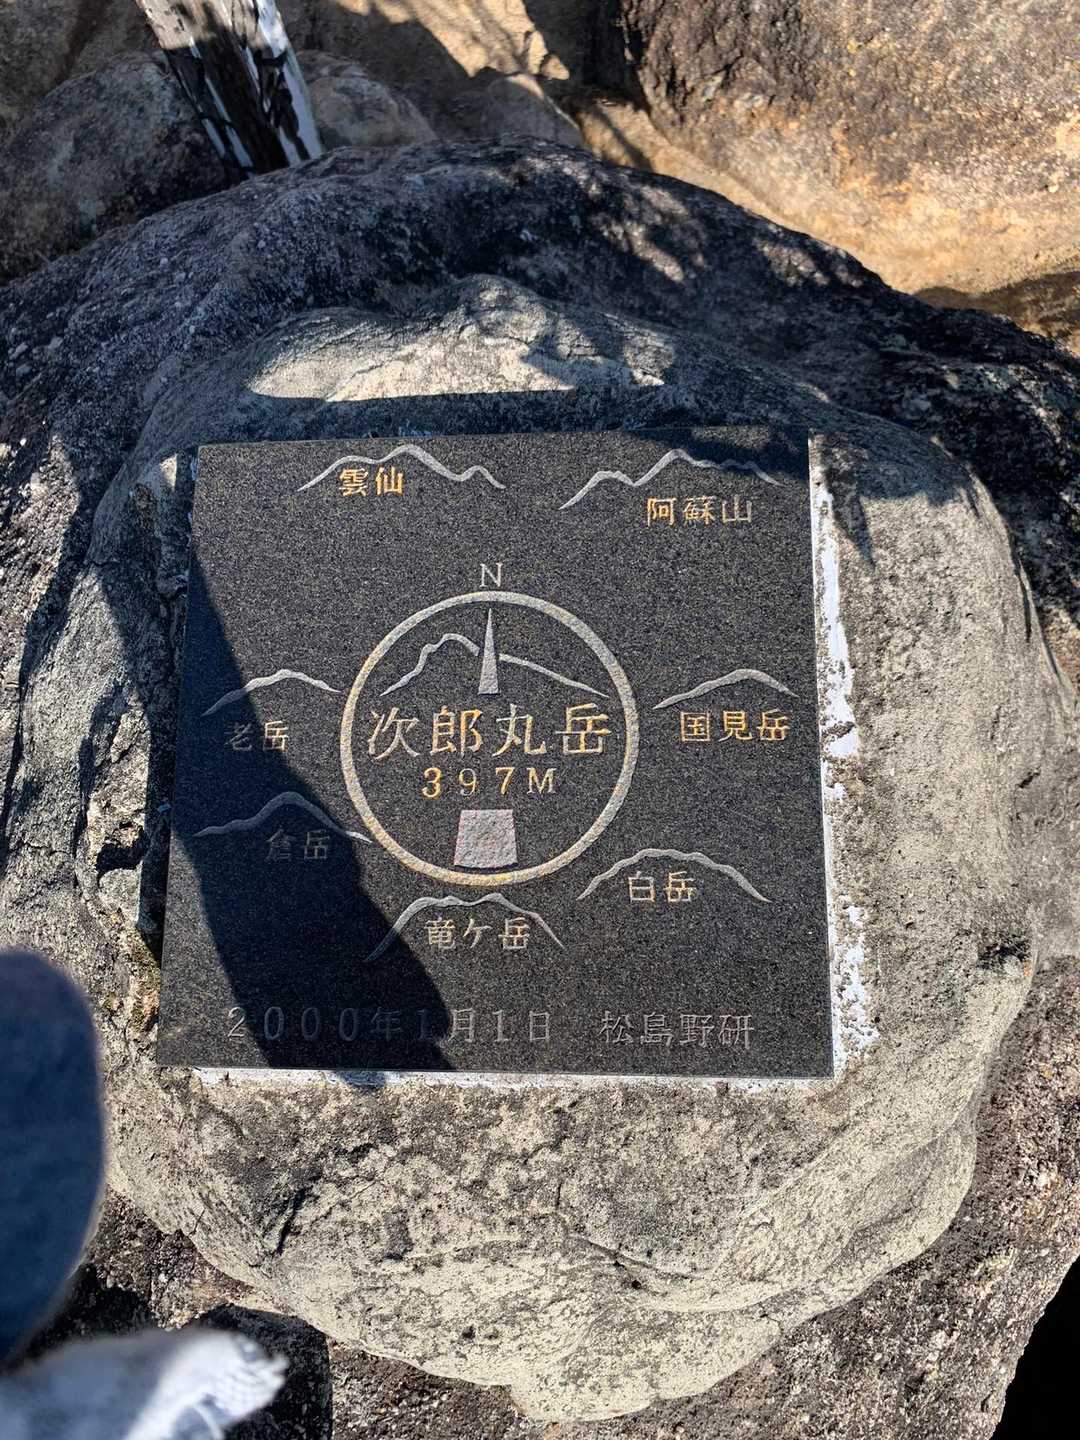 雲仙
阿蘇山
N
老岳
次郎丸岳
国見岳
397M
倉岳
白岳
竜ケ岳
2000年1月1日 松島野研